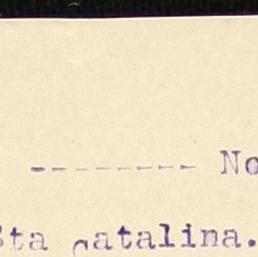 --------- No
Sta Catalina.